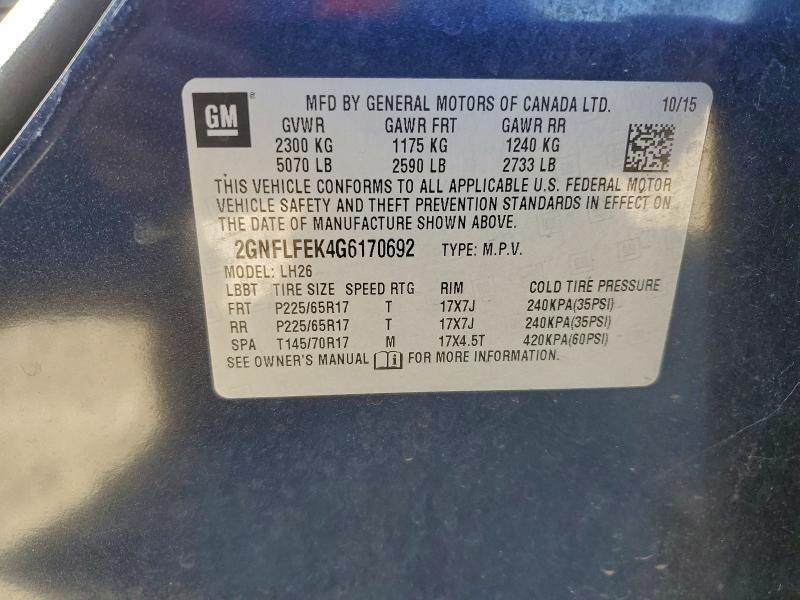 GM ® MFD BY GENERAL MOTORS OF CANADA LTD. 10/15
GVWR GAWR FRT GAWR RR
2300 KG 1175 KG 1240 KG
5070 LB 2590 LB 2733 LB
THIS VEHICLE CONFORMS TO ALL APPLICABLE U.S. FEDERAL MOTOR
VEHICLE SAFETY AND THEFT PREVENTION STANDARDS IN EFFECT ON
THE DATE OF MANUFACTURE SHOWN ABOVE.
2GNFLFEK4G6170692 TYPE: M.P.V.
MODEL: LH26
LBBT TIRE SIZE SPEED RTG RIM COLD TIRE PRESSURE
FRT P225/65R17 T 17X7J 240KPA(35PSI)
RR P225/65R17 T 17X7J 240KPA(35PSI)
SPA T145/70R17 M 17X4.5T 420KPA(60PSI)
SEE OWNER'S MANUAL FOR MORE INFORMATION.